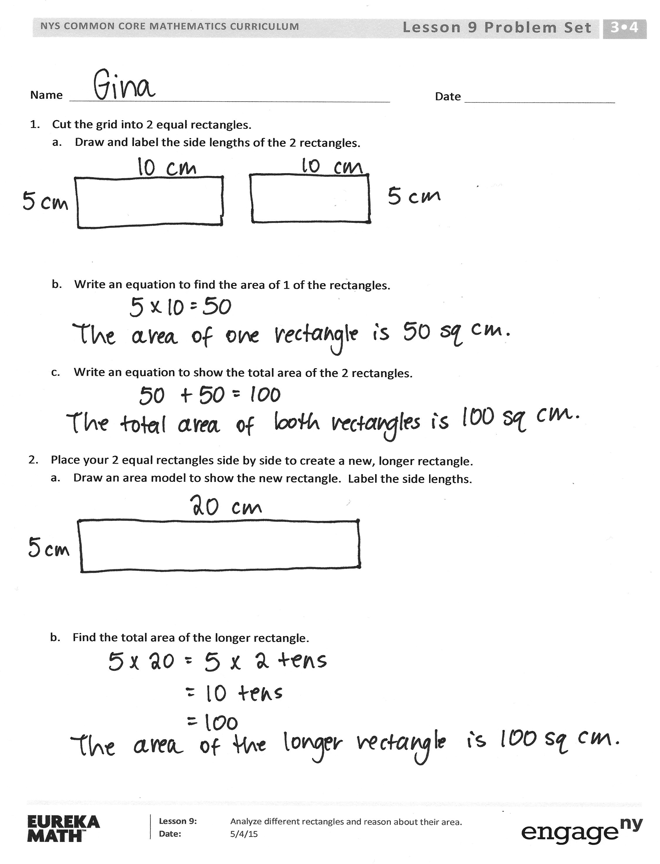 NYS COMMON CORE MATHEMATICS CURRICULUM Lesson 9 Problem Set 3•4
Name Gina Date
1. Cut the grid into 2 equal rectangles.
a. Draw and label the side lengths of the 2 rectangles.
10 cm 10 cm
5 cm 5 cm
b. Write an equation to find the area of 1 of the rectangles.
5 x 10 = 50
The area of one rectangle is 50 sq cm.
c. Write an equation to show the total area of the 2 rectangles.
50 + 50 = 100
The total area of both rectangles is 100 sq cm.
2. Place your 2 equal rectangles side by side to create a new, longer rectangle.
a. Draw an area model to show the new rectangle. Label the side lengths.
20 cm
5 cm
b. Find the total area of the longer rectangle.
5 x 20 = 5 x 2 tens
= 10 tens
= 100
The area of the longer rectangle is 100 sq cm.
EUREKA MATH™
Lesson 9: Analyze different rectangles and reason about their area.
Date: 5/4/15
engageny